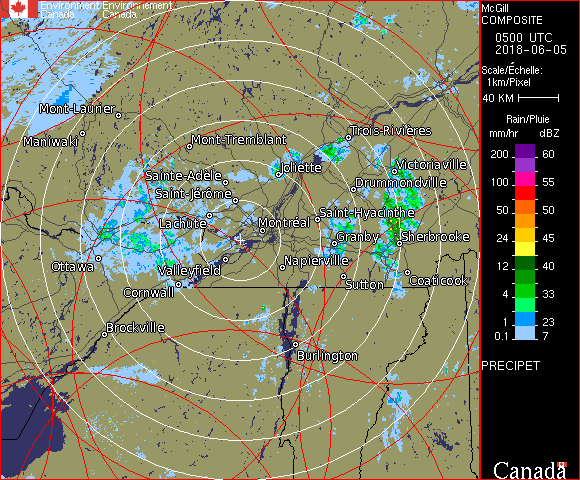 Environment Environnement
Canada Canada
McGill
COMPOSITE
0500 UTC
2018-06-05
Scale/Échelle:
1km/Pixel
40 KM
Rain/Pluie
mm/hr dBZ
200 60
100 55
50 50
24 45
12 40
4 33
1 23
0.1 7
PRECIPET
Canada
Mont-Laurier
Maniwaki
Mont-Tremblant
Trois-Rivières
Joliette
Victoriaville
Sainte-Adèle
Drummondville
Saint-Jérôme
Saint-Hyacinthe
Lachute
Montréal
Granby
Sherbrooke
Ottawa
Valleyfield
Napierville
Coaticook
Sutton
Cornwall
Brockville
Burlington